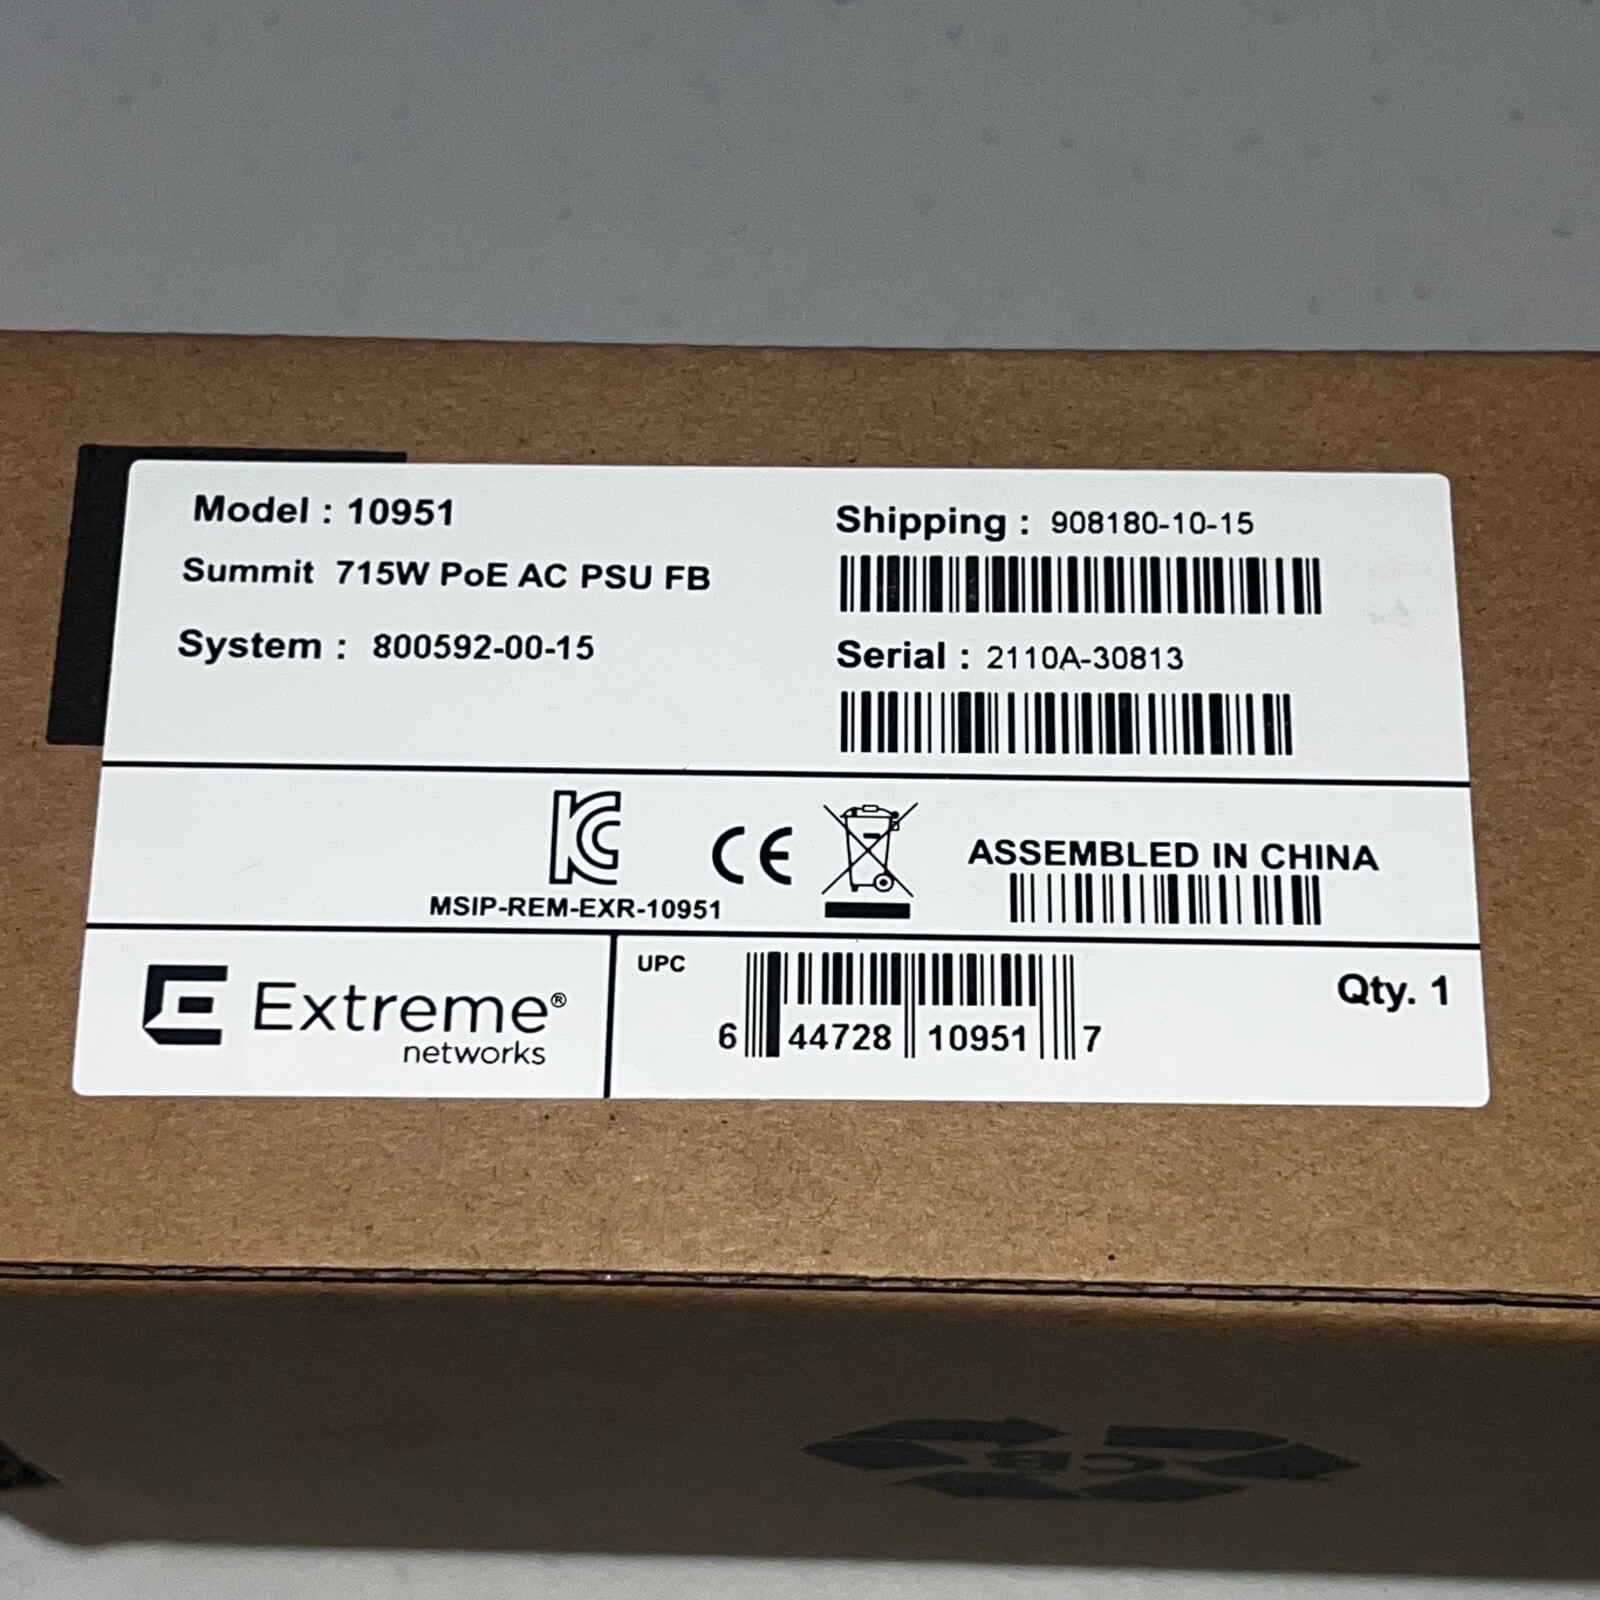 Model : 10951
Summit 715W PoE AC PSU FB
System : 800592-00-15
Shipping : 908180-10-15
Serial : 2110A-30813
MSIP-REM-EXR-10951
CE
ASSEMBLED IN CHINA
Extreme®
networks
UPC
6 44728 10951 7
Qty. 1